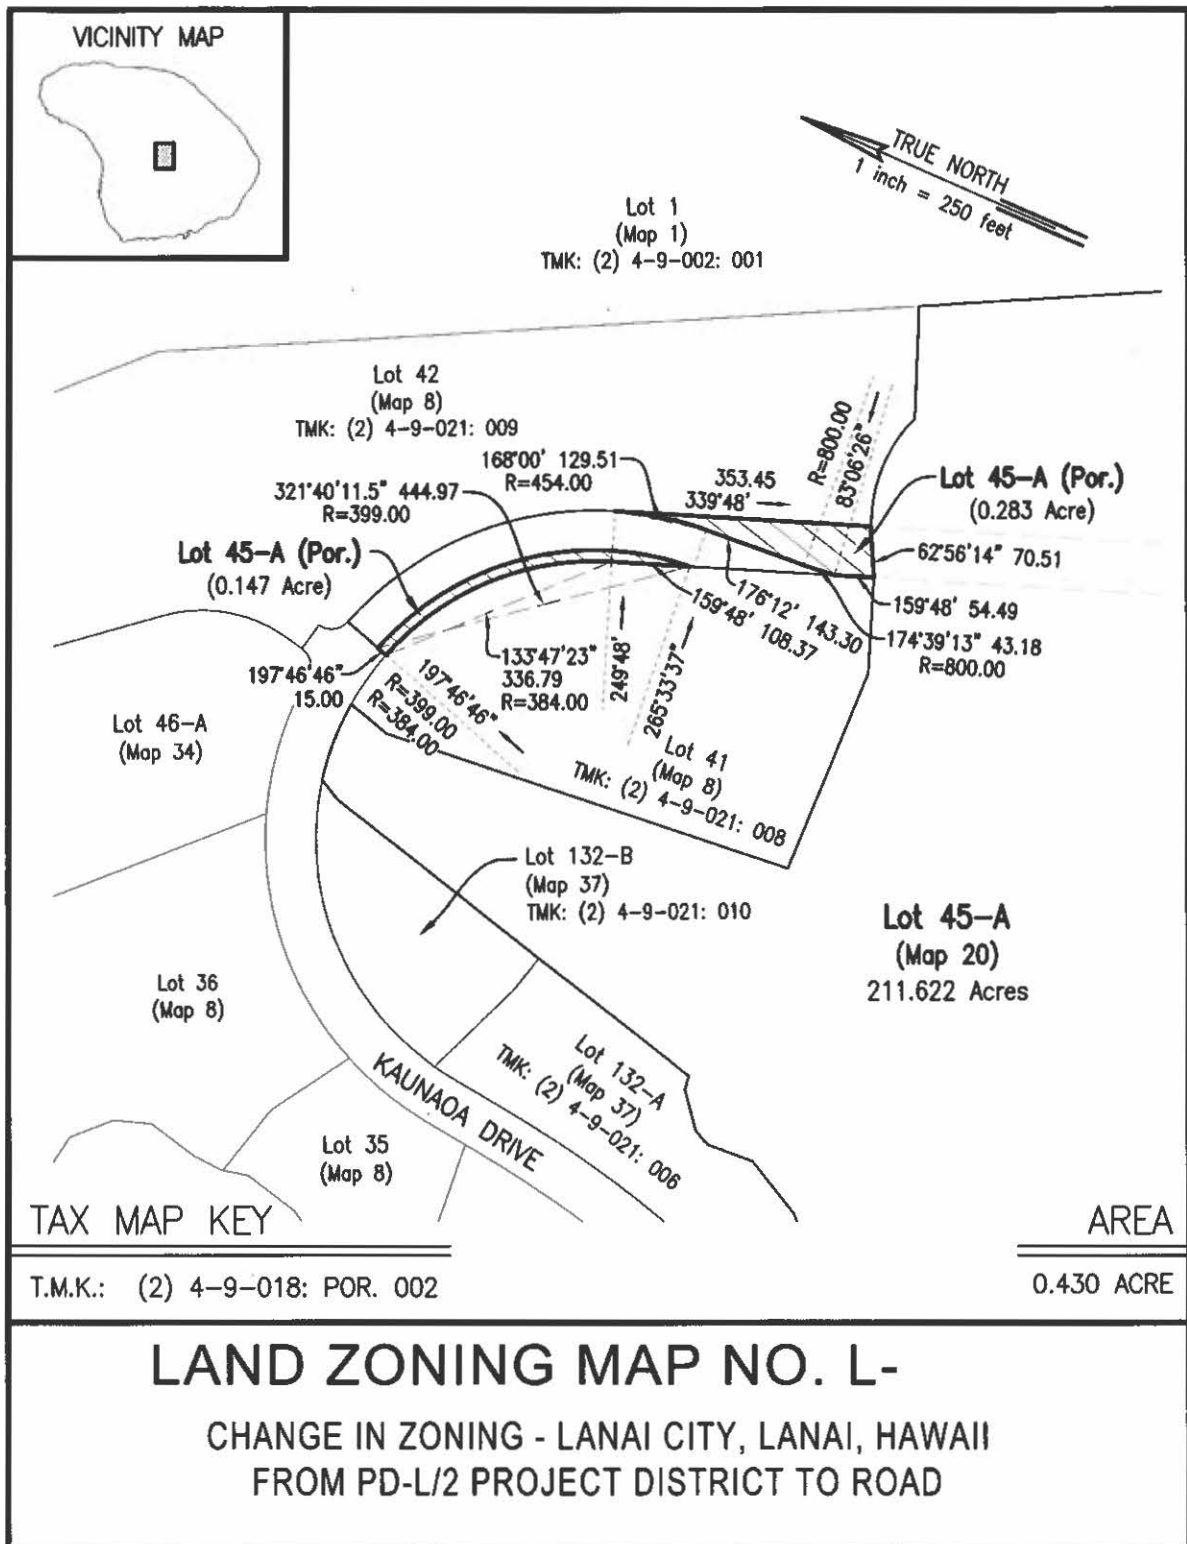 VICINITY MAP
TRUE NORTH
1 inch = 250 feet
Lot 1
(Map 1)
TMK: (2) 4-9-002: 001
Lot 42
(Map 8)
TMK: (2) 4-9-021: 009
168°00' 129.51
R=454.00
321°40'11.5" 444.97
R=399.00
353.45
339°48'
R=800.00
83°06'26"
Lot 45-A (Por.)
(0.283 Acre)
Lot 45-A (Por.)
(0.147 Acre)
62°56'14" 70.51
159°48' 54.49
174°39'13" 43.18
R=800.00
176°12' 143.30
159°48' 108.37
197°46'46"
15.00
133°47'23"
336.79
R=384.00
197°46'46"
R=399.00
R=384.00
249°48'
265°33'37"
Lot 46-A
(Map 34)
Lot 41
(Map 8)
TMK: (2) 4-9-021: 008
Lot 132-B
(Map 37)
TMK: (2) 4-9-021: 010
Lot 45-A
(Map 20)
211.622 Acres
Lot 36
(Map 8)
Lot 132-A
(Map 37)
TMK: (2) 4-9-021: 006
KAUNAOA DRIVE
Lot 35
(Map 8)
TAX MAP KEY
AREA
T.M.K.: (2) 4-9-018: POR. 002
0.430 ACRE
LAND ZONING MAP NO. L-
CHANGE IN ZONING - LANAI CITY, LANAI, HAWAII
FROM PD-L/2 PROJECT DISTRICT TO ROAD